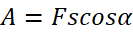 A = Fscosα